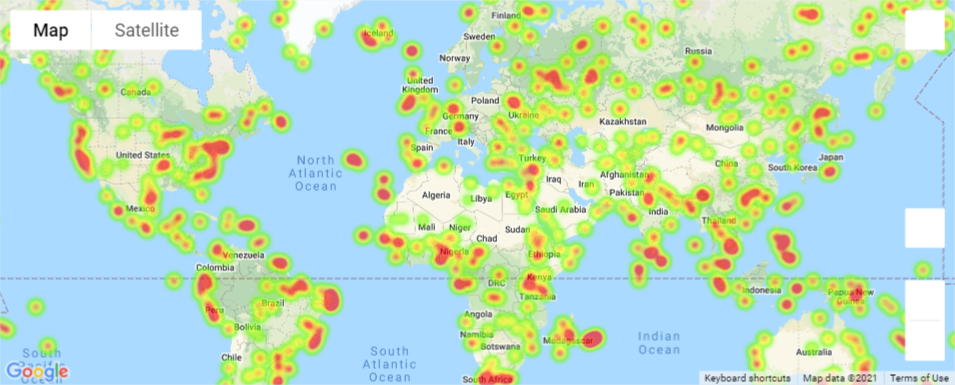 Map
Satellite
Iceland
Finland
Sweden
Norway
Russia
United
Kingdom
Canada
Poland
Germany
Ukraine
Kazakhstan
Mongolia
France
Italy
Spain
Turkey
United States
North
Atlantic
Ocean
China
South Korea
Japan
Algeria
Libya
Egypt
Iraq
Iran
Afghanistan
Pakistan
Saudi Arabia
India
Mexico
Mali
Niger
Chad
Sudan
Thailand
Nigeria
Ethiopia
Venezuela
Colombia
Kenya
DRC
Tanzania
Indonesia
Papua New
Guinea
Brazil
Peru
Angola
Bolivia
Namibia
Botswana
Madagascar
Indian
Ocean
Australia
Chile
South
Atlantic
Ocean
South Africa
South
Pacific
Ocean
Google
Keyboard shortcuts
Map data ©2021
Terms of Use